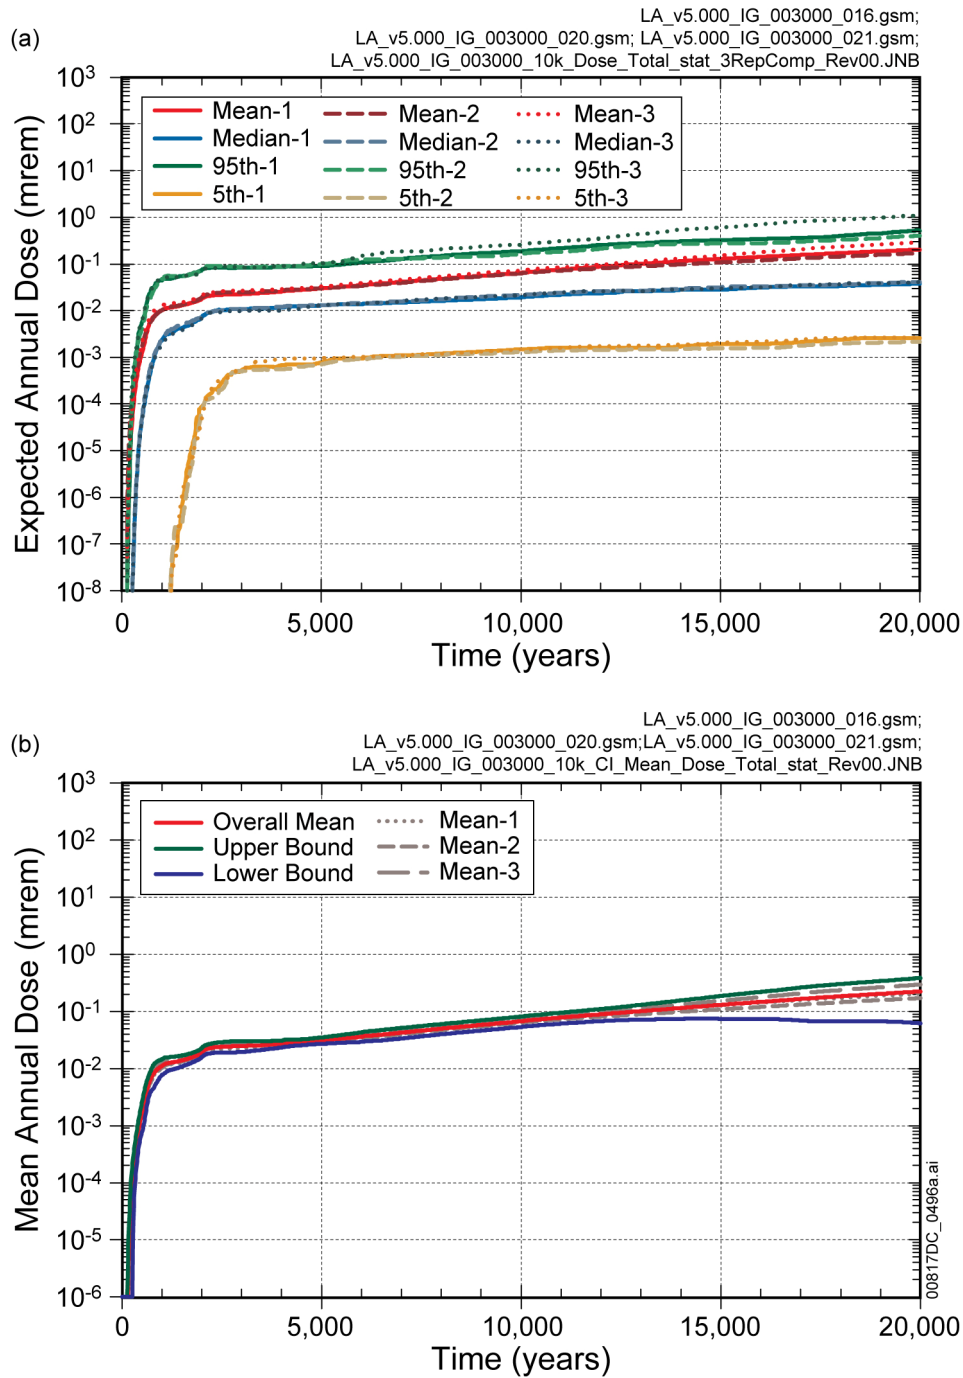 LA_v5.000_IG_003000_016.gsm;
(a)
LA_v5.000_IG_003000_020.gsm; LA_v5.000_IG_003000_021.gsm;
LA_v5.000_IG_003000_10k_Dose_Total_stat_3RepComp_Rev00.JNB
Expected Annual Dose (mrem)
10³
10²
10¹
10⁰
10⁻¹
10⁻²
10⁻³
10⁻⁴
10⁻⁵
10⁻⁶
10⁻⁷
10⁻⁸
Mean-1 Mean-2 Mean-3
Median-1 Median-2 Median-3
95th-1 95th-2 95th-3
5th-1 5th-2 5th-3
0 5,000 10,000 15,000 20,000
Time (years)
LA_v5.000_IG_003000_016.gsm;
(b)
LA_v5.000_IG_003000_020.gsm;LA_v5.000_IG_003000_021.gsm;
LA_v5.000_IG_003000_10k_CI_Mean_Dose_Total_stat_Rev00.JNB
Mean Annual Dose (mrem)
10³
10²
10¹
10⁰
10⁻¹
10⁻²
10⁻³
10⁻⁴
10⁻⁵
10⁻⁶
Overall Mean Mean-1
Upper Bound Mean-2
Lower Bound Mean-3
0 5,000 10,000 15,000 20,000
Time (years)
00817DC_0496a.ai